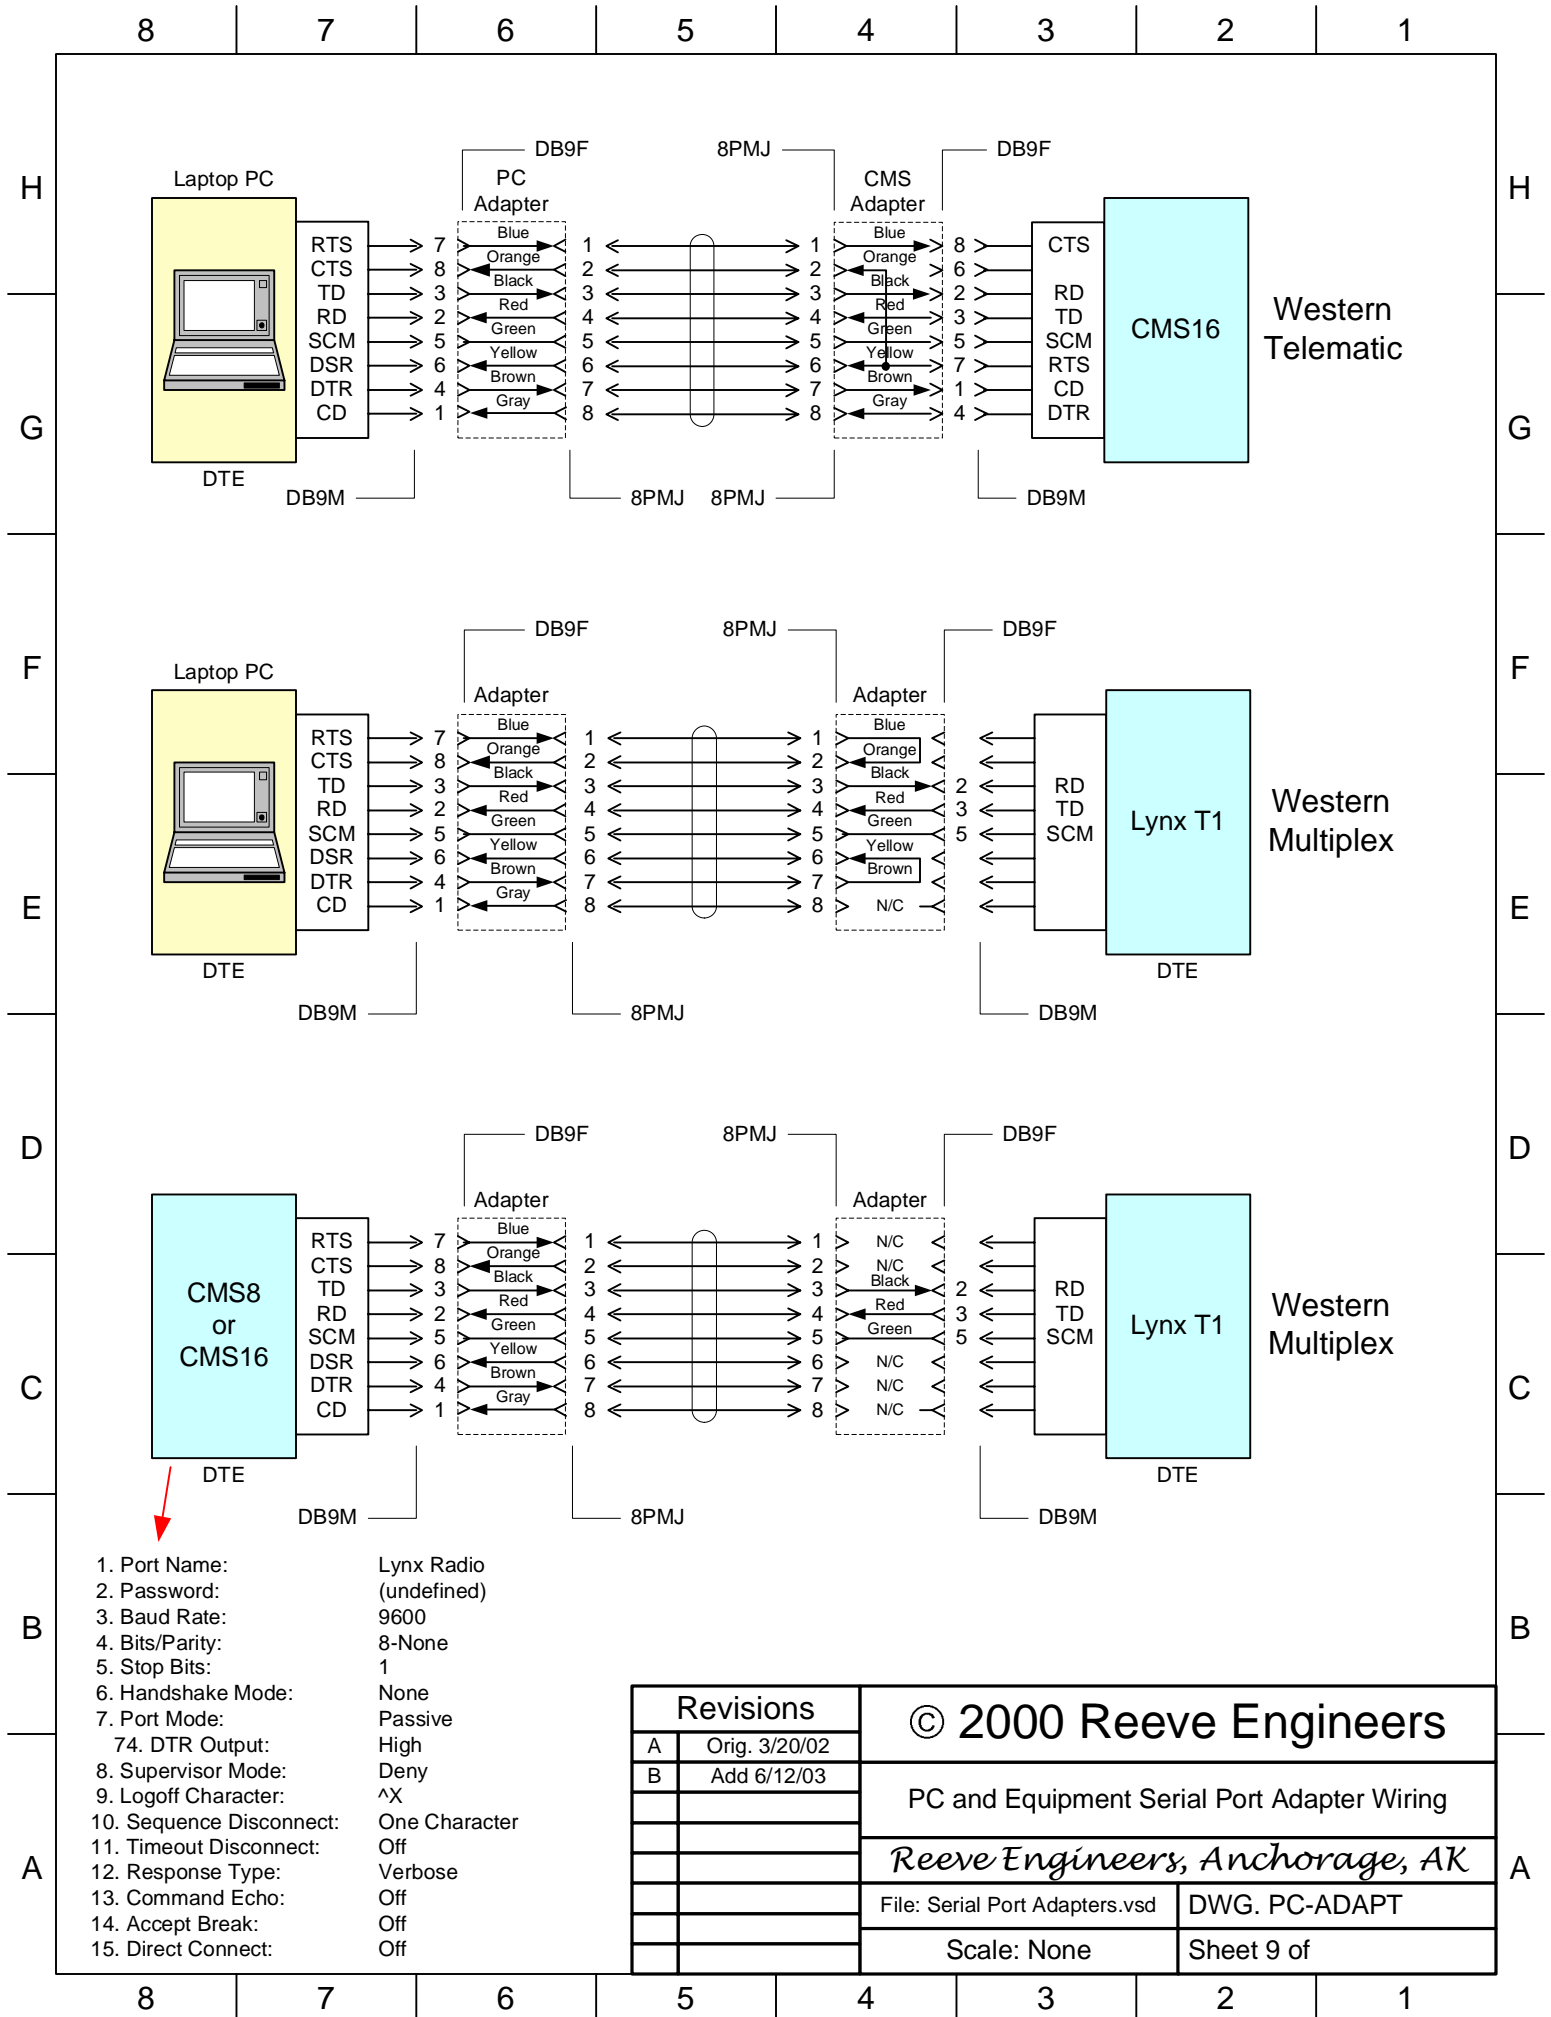 8 7 6 5 4 3 2 1
H H
G G
F F
E E
D D
C C
B B
A A
DB9F 8PMJ DB9F
Laptop PC PC CMS
Adapter Adapter
RTS 7 Blue 1 1 Blue 8 CTS
CTS 8 Orange 2 2 Orange 6
TD 3 Black 3 3 Black 2 RD
RD 2 Red 4 4 Red 3 TD
SCM 5 Green 5 5 Green 5 SCM
DSR 6 Yellow 6 6 Yellow 7 RTS
DTR 4 Brown 7 7 Brown 1 CD
CD 1 Gray 8 8 Gray 4 DTR
CMS16
Western
Telematic
DTE
DB9M 8PMJ 8PMJ DB9M
DB9F 8PMJ DB9F
Laptop PC
Adapter Adapter
RTS 7 Blue 1 1 Blue
CTS 8 Orange 2 2 Orange
TD 3 Black 3 3 Black 2 RD
RD 2 Red 4 4 Red 3 TD
SCM 5 Green 5 5 Green 5 SCM
DSR 6 Yellow 6 6 Yellow
DTR 4 Brown 7 7 Brown
CD 1 Gray 8 8 N/C
Lynx T1
Western
Multiplex
DTE DTE
DB9M 8PMJ DB9M
DB9F 8PMJ DB9F
Adapter Adapter
CMS8
or
CMS16
RTS 7 Blue 1 1 N/C
CTS 8 Orange 2 2 N/C
TD 3 Black 3 3 Black 2 RD
RD 2 Red 4 4 Red 3 TD
SCM 5 Green 5 5 Green 5 SCM
DSR 6 Yellow 6 6 N/C
DTR 4 Brown 7 7 N/C
CD 1 Gray 8 8 N/C
Lynx T1
Western
Multiplex
DTE DTE
DB9M 8PMJ DB9M
1. Port Name: Lynx Radio
2. Password: (undefined)
3. Baud Rate: 9600
4. Bits/Parity: 8-None
5. Stop Bits: 1
6. Handshake Mode: None
7. Port Mode: Passive
74. DTR Output: High
8. Supervisor Mode: Deny
9. Logoff Character: ^X
10. Sequence Disconnect: One Character
11. Timeout Disconnect: Off
12. Response Type: Verbose
13. Command Echo: Off
14. Accept Break: Off
15. Direct Connect: Off
Revisions
A Orig. 3/20/02
B Add 6/12/03
© 2000 Reeve Engineers
PC and Equipment Serial Port Adapter Wiring
Reeve Engineers, Anchorage, AK
File: Serial Port Adapters.vsd DWG. PC-ADAPT
Scale: None Sheet 9 of
8 7 6 5 4 3 2 1